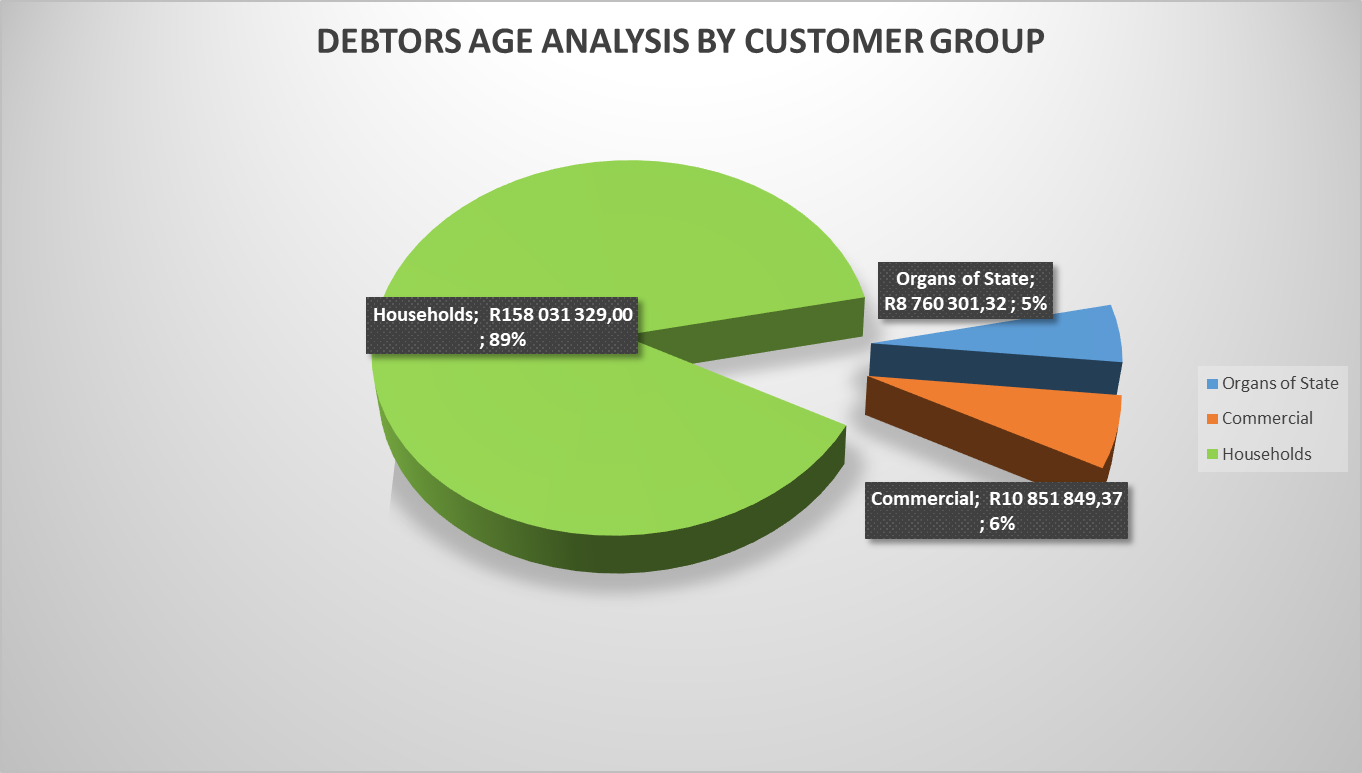 DEBTORS AGE ANALYSIS BY CUSTOMER GROUP
Organs of State;
R8 760 301,32 ; 5%
Households; R158 031 329,00
; 89%
Commercial; R10 851 849,37
; 6%
Organs of State
Commercial
Households